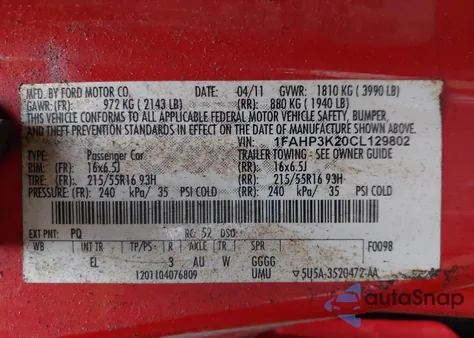 MFD. BY FORD MOTOR CO. DATE: 04/11 GVWR: 1810 KG ( 3990 LB)
GAWR: (FR): 972 KG ( 2143 LB) (RR): 880 KG ( 1940 LB)
THIS VEHICLE CONFORMS TO ALL APPLICABLE FEDERAL MOTOR VEHICLE SAFETY, BUMPER,
AND THEFT PREVENTION STANDARDS IN EFFECT ON THE DATE OF MANUFACTURE SHOWN ABOVE.
VIN: 1FAHP3K20CL129802
TYPE: Passenger Car TRAILER TOWING - SEE OWNER GUIDE
RIM: (FR) 16x6.5J (RR): 16x6.5J
TIRE: (FR) 215/55R16 93H (RR): 215/55R16 93H
PRESSURE: (FR) 240 kPa/ 35 PSI COLD (RR): 240 kPa/ 35 PSI COLD
EXT PNT: PQ RC: 52 DSO:
WB INT TR TP/PS R AXLE TR SPR F0098
EL 3 AU W GGGG
1201104076809 UMU 5U5A-3520472-AA
autoSnap